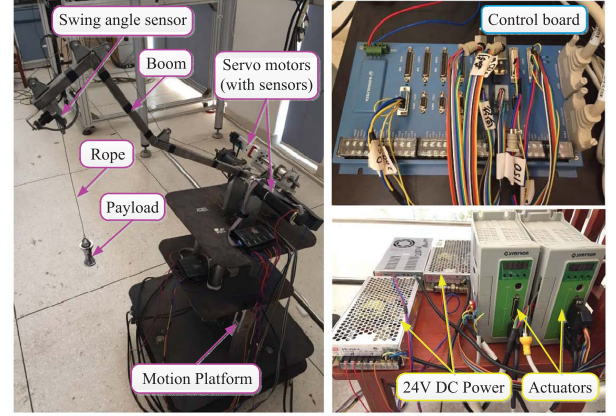 Swing angle sensor
Boom
Servo motors
(with sensors)
Rope
Payload
Motion Platform
Control board
24V DC Power
Actuators